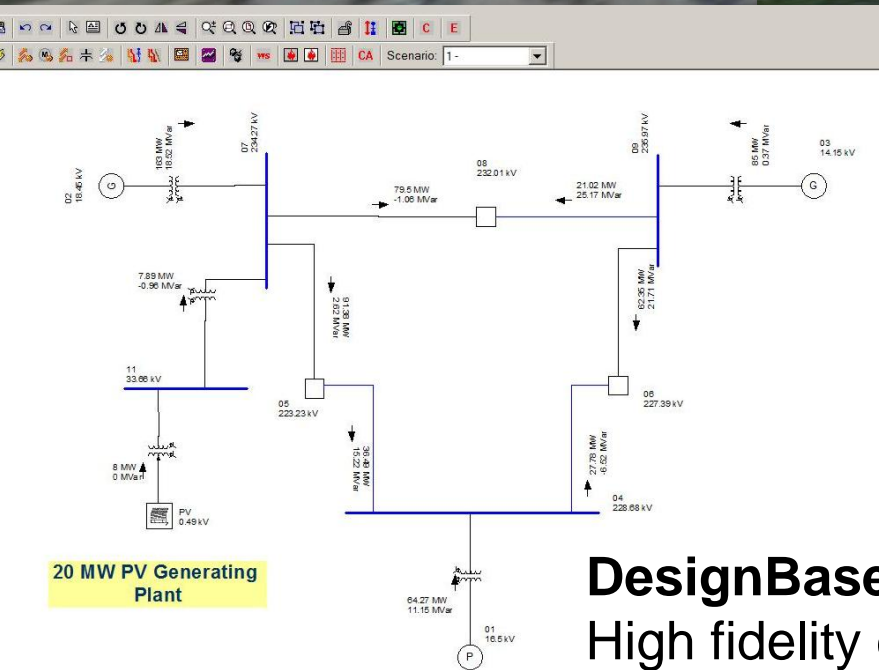 C E
CA Scenario: 1 -
163 MW
18.52 MVar
07
234.27 kV
09
235.97 kV
85 MW
0.37 MVar
03
14.15 kV
02
18.45 kV
G
08
232.01 kV
G
79.5 MW
-1.06 MVar
21.02 MW
25.17 MVar
7.89 MW
-0.96 MVar
91.38 MW
2.62 MVar
62.35 MW
21.71 MVar
11
33.66 kV
05
223.23 kV
06
227.39 kV
36.49 MW
15.22 MVar
27.78 MW
-6.52 MVar
8 MW
0 MVar
04
228.68 kV
PV
0.49 kV
20 MW PV Generating
Plant
64.27 MW
11.15 MVar
01
16.5 kV
P
DesignBase
High fidelity